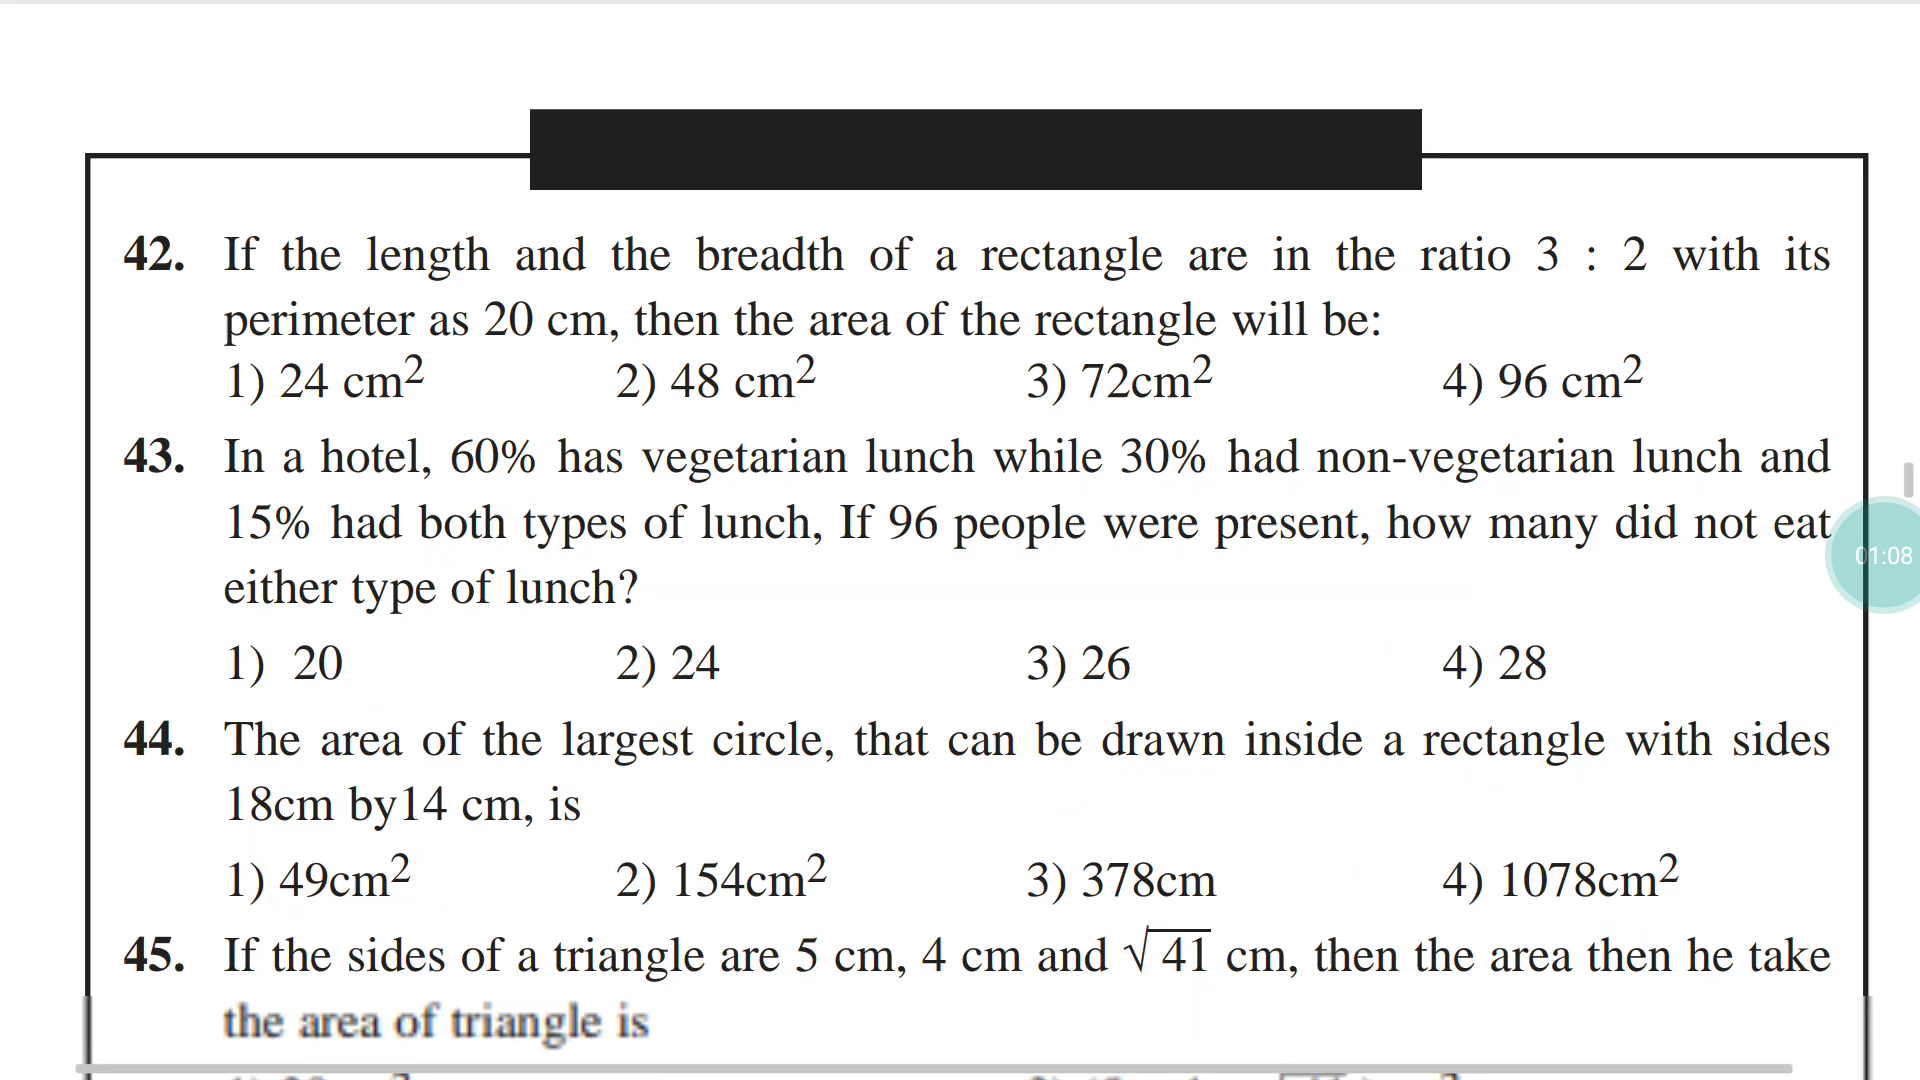 42. If the length and the breadth of a rectangle are in the ratio 3 : 2 with its
perimeter as 20 cm, then the area of the rectangle will be:
1) 24 cm² 2) 48 cm² 3) 72cm² 4) 96 cm²
43. In a hotel, 60% has vegetarian lunch while 30% had non-vegetarian lunch and
15% had both types of lunch, If 96 people were present, how many did not eat
01:08
either type of lunch?
1) 20 2) 24 3) 26 4) 28
44. The area of the largest circle, that can be drawn inside a rectangle with sides
18cm by14 cm, is
1) 49cm² 2) 154cm² 3) 378cm 4) 1078cm²
45. If the sides of a triangle are 5 cm, 4 cm and √41 cm, then the area then he take
the area of triangle is